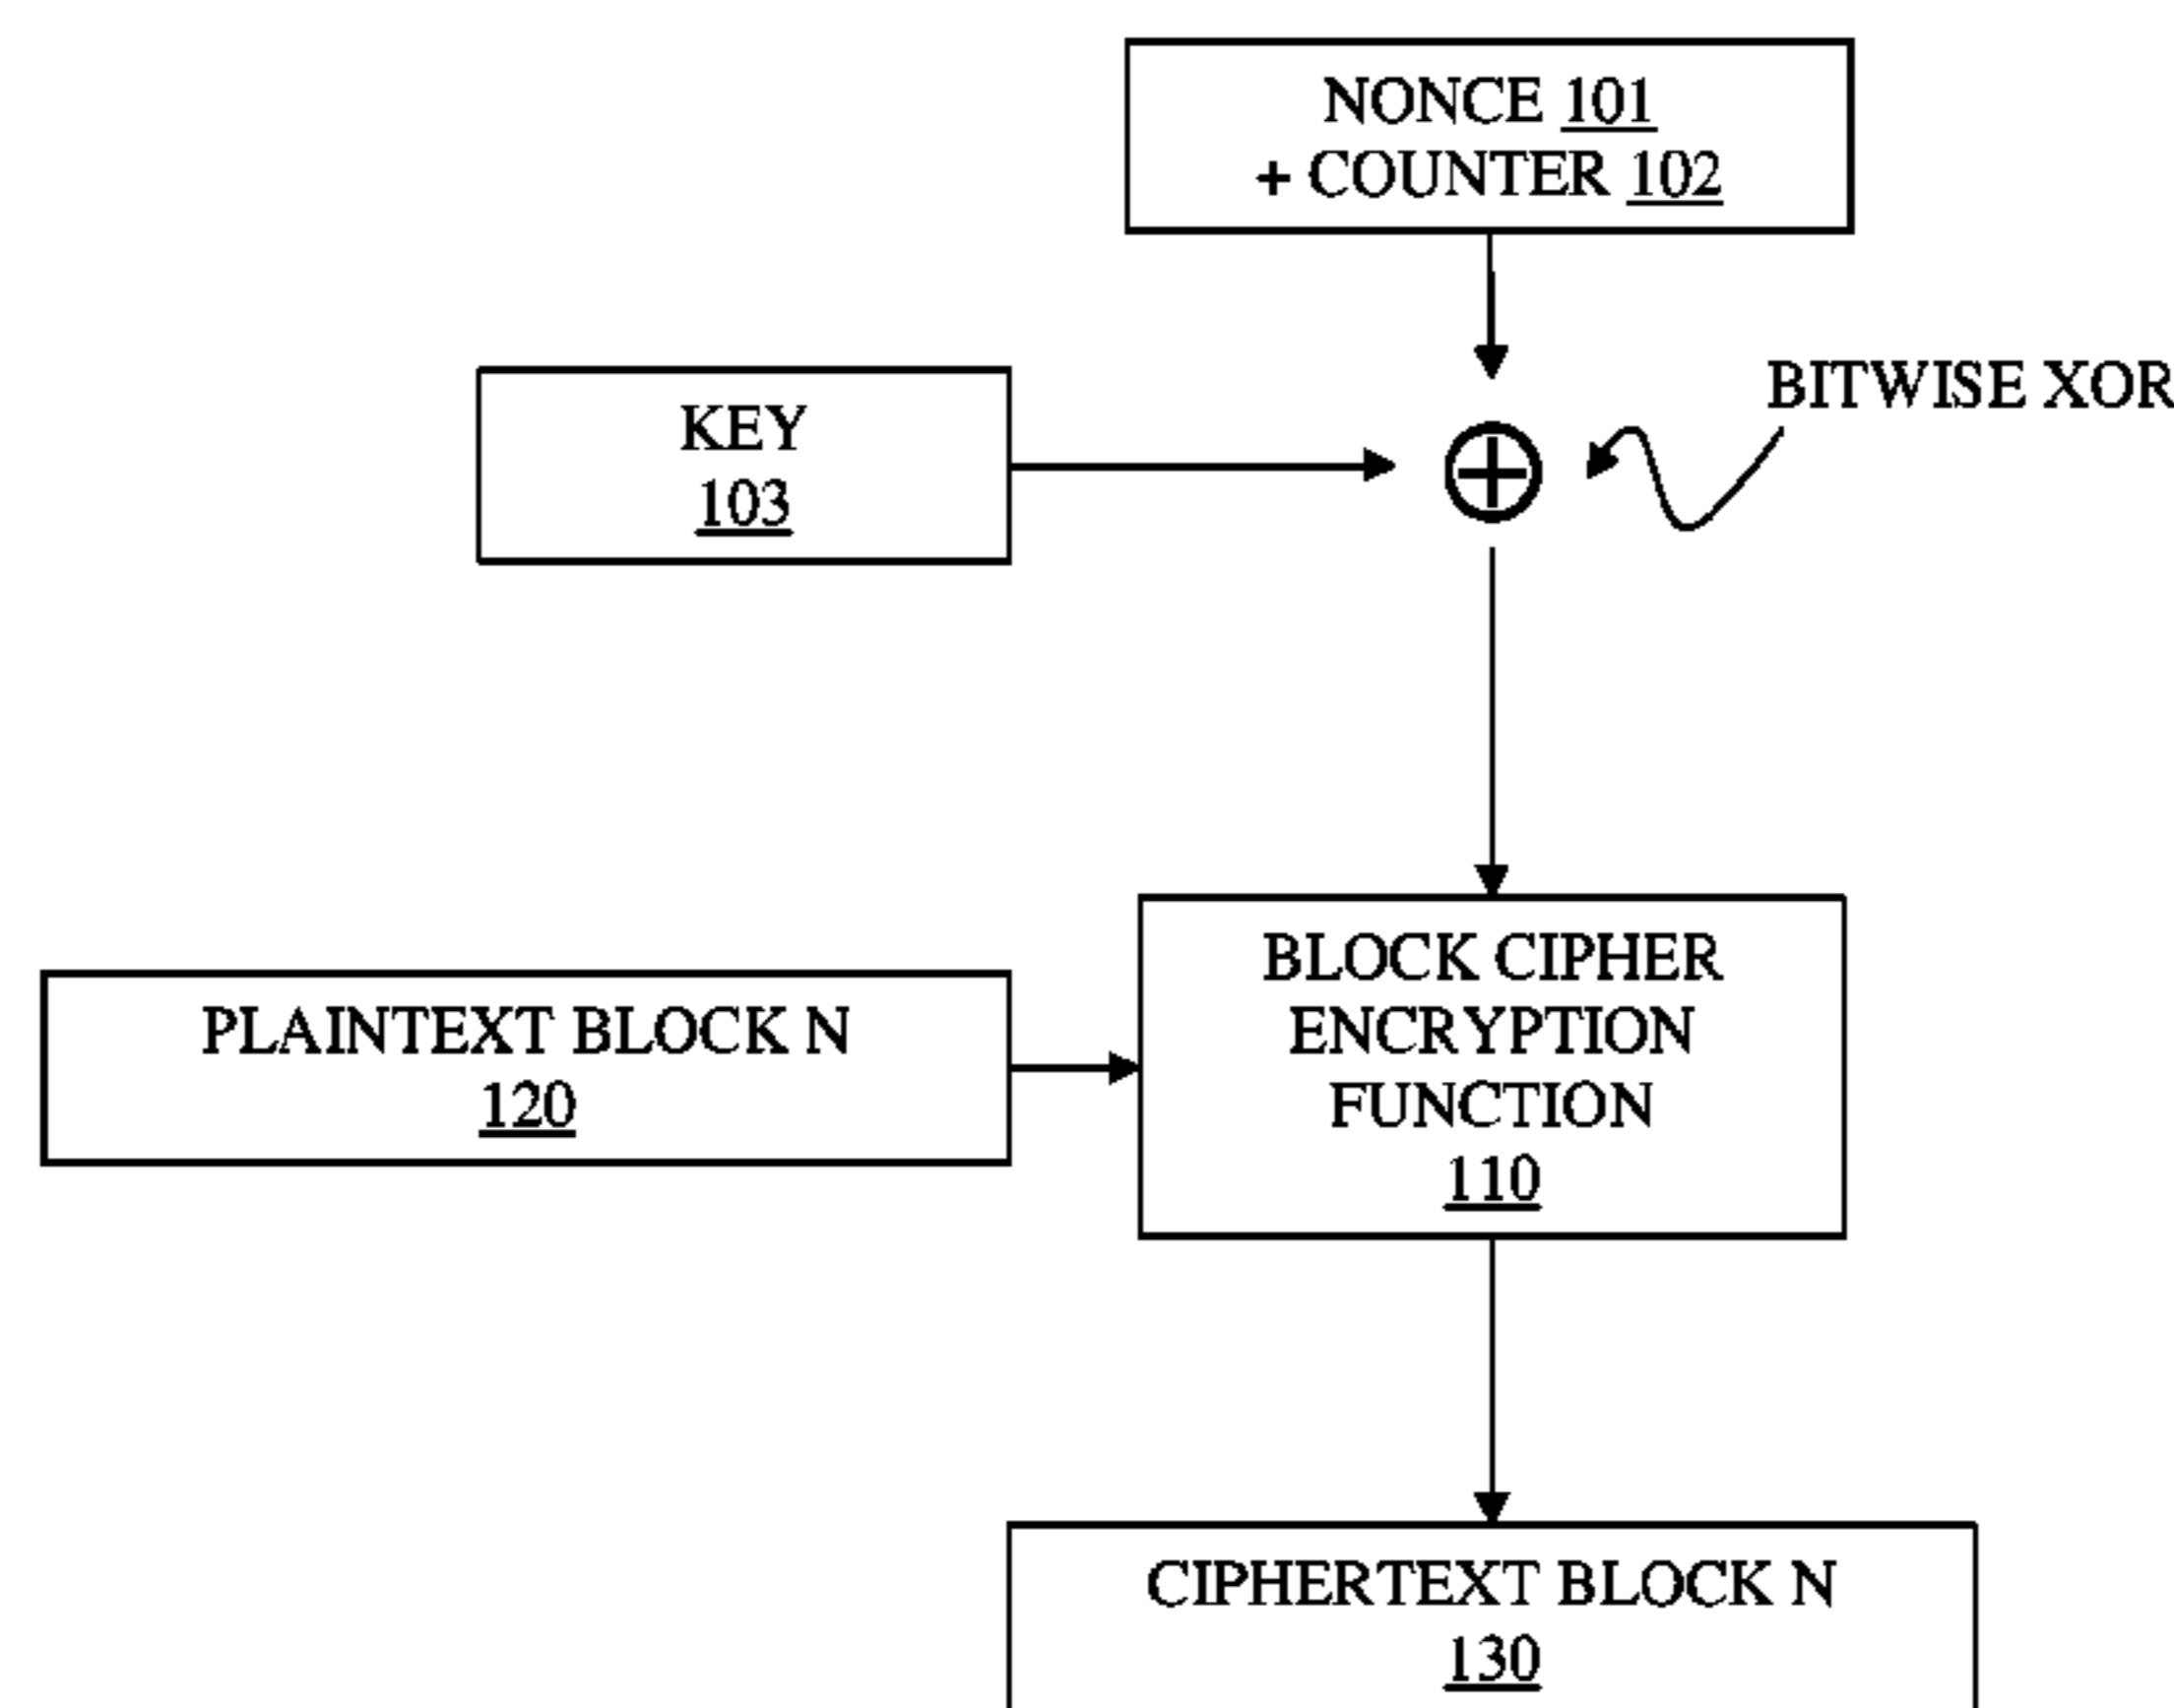 NONCE 101
+ COUNTER 102
BITWISE XOR
KEY
103
BLOCK CIPHER
ENCRYPTION
FUNCTION
110
PLAINTEXT BLOCK N
120
CIPHERTEXT BLOCK N
130